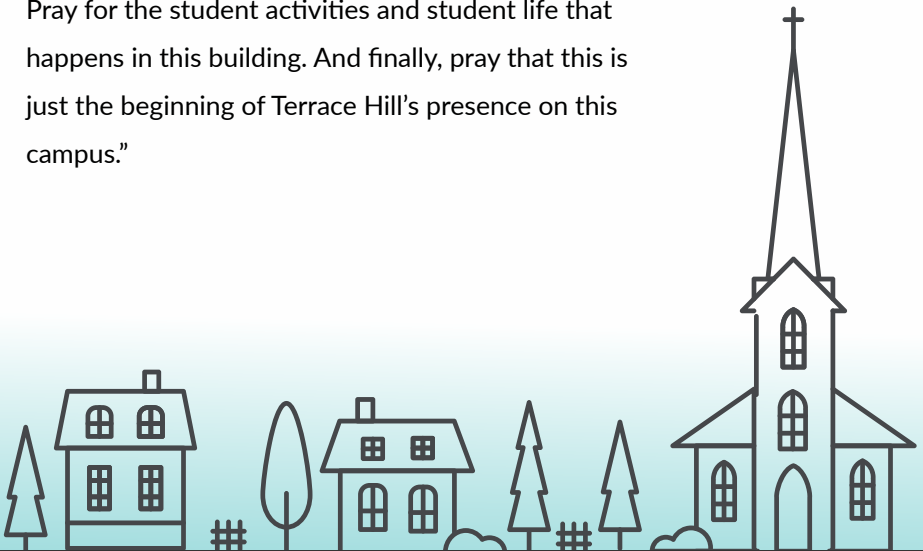 Pray for the student activities and student life that
happens in this building. And finally, pray that this is
just the beginning of Terrace Hill’s presence on this
campus.”